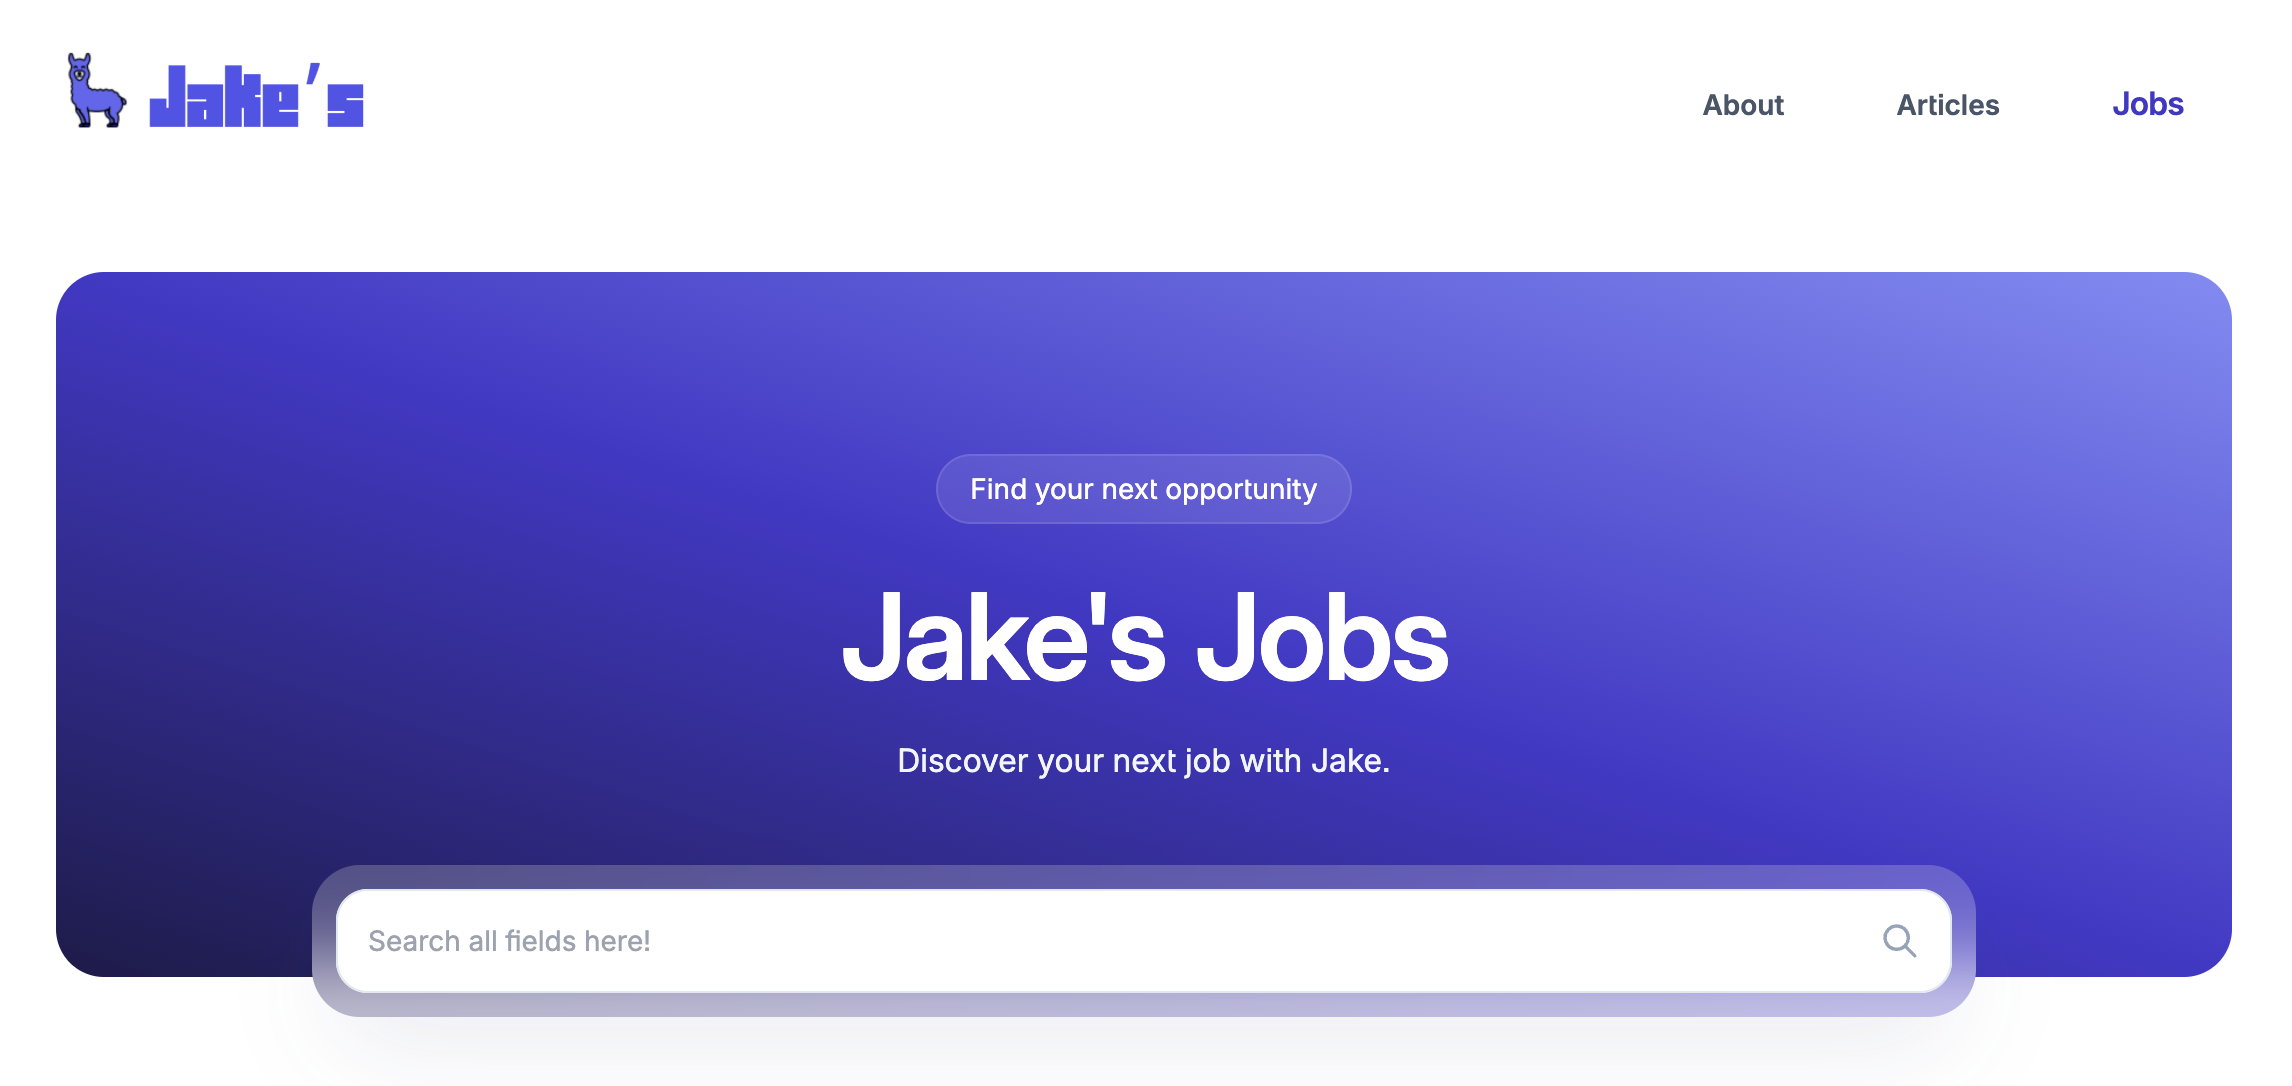 Jake's
About
Articles
Jobs
Find your next opportunity
Jake's Jobs
Discover your next job with Jake.
Search all fields here!